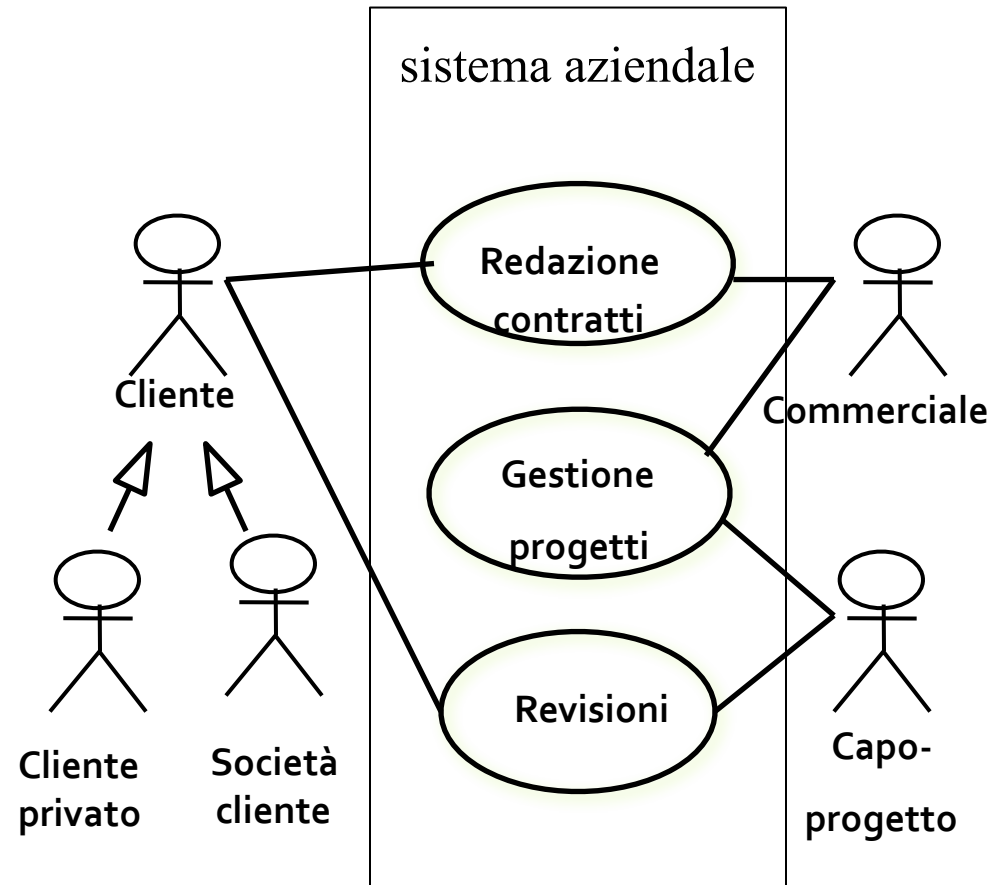 sistema aziendale
Redazione
contratti
Cliente
Commerciale
Gestione
progetti
Revisioni
Cliente
privato
Società
cliente
Capo-
progetto